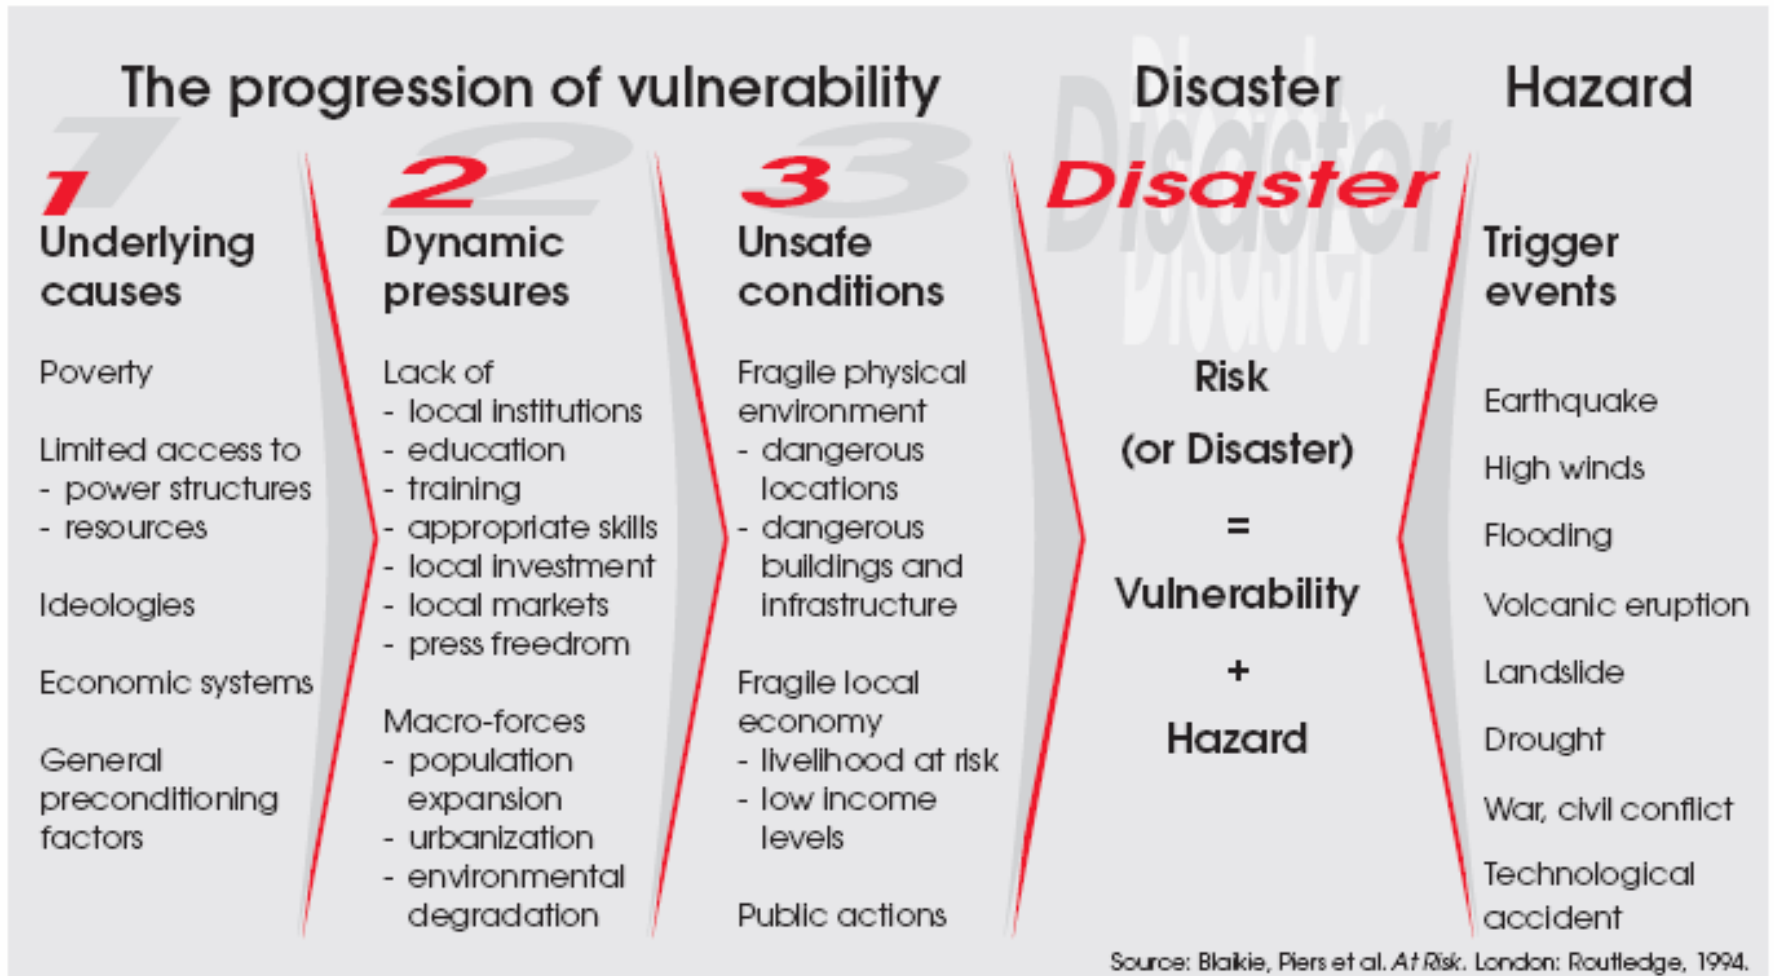 The progression of vulnerability
Disaster
Hazard
1
Underlying
causes
Poverty
Limited access to
- power structures
- resources
Ideologies
Economic systems
General
preconditioning
factors
2
Dynamic
pressures
Lack of
- local institutions
- education
- training
- appropriate skills
- local investment
- local markets
- press freedrom
Macro-forces
- population
expansion
- urbanization
- environmental
degradation
3
Unsafe
conditions
Fragile physical
environment
- dangerous
locations
- dangerous
buildings and
infrastructure
Fragile local
economy
- livelihood at risk
- low income
levels
Public actions
Disaster
Risk
(or Disaster)
=
Vulnerability
+
Hazard
Trigger
events
Earthquake
High winds
Flooding
Volcanic eruption
Landslide
Drought
War, civil conflict
Technological
accident
Source: Blaikie, Piers et al. At Risk. London: Routledge, 1994.